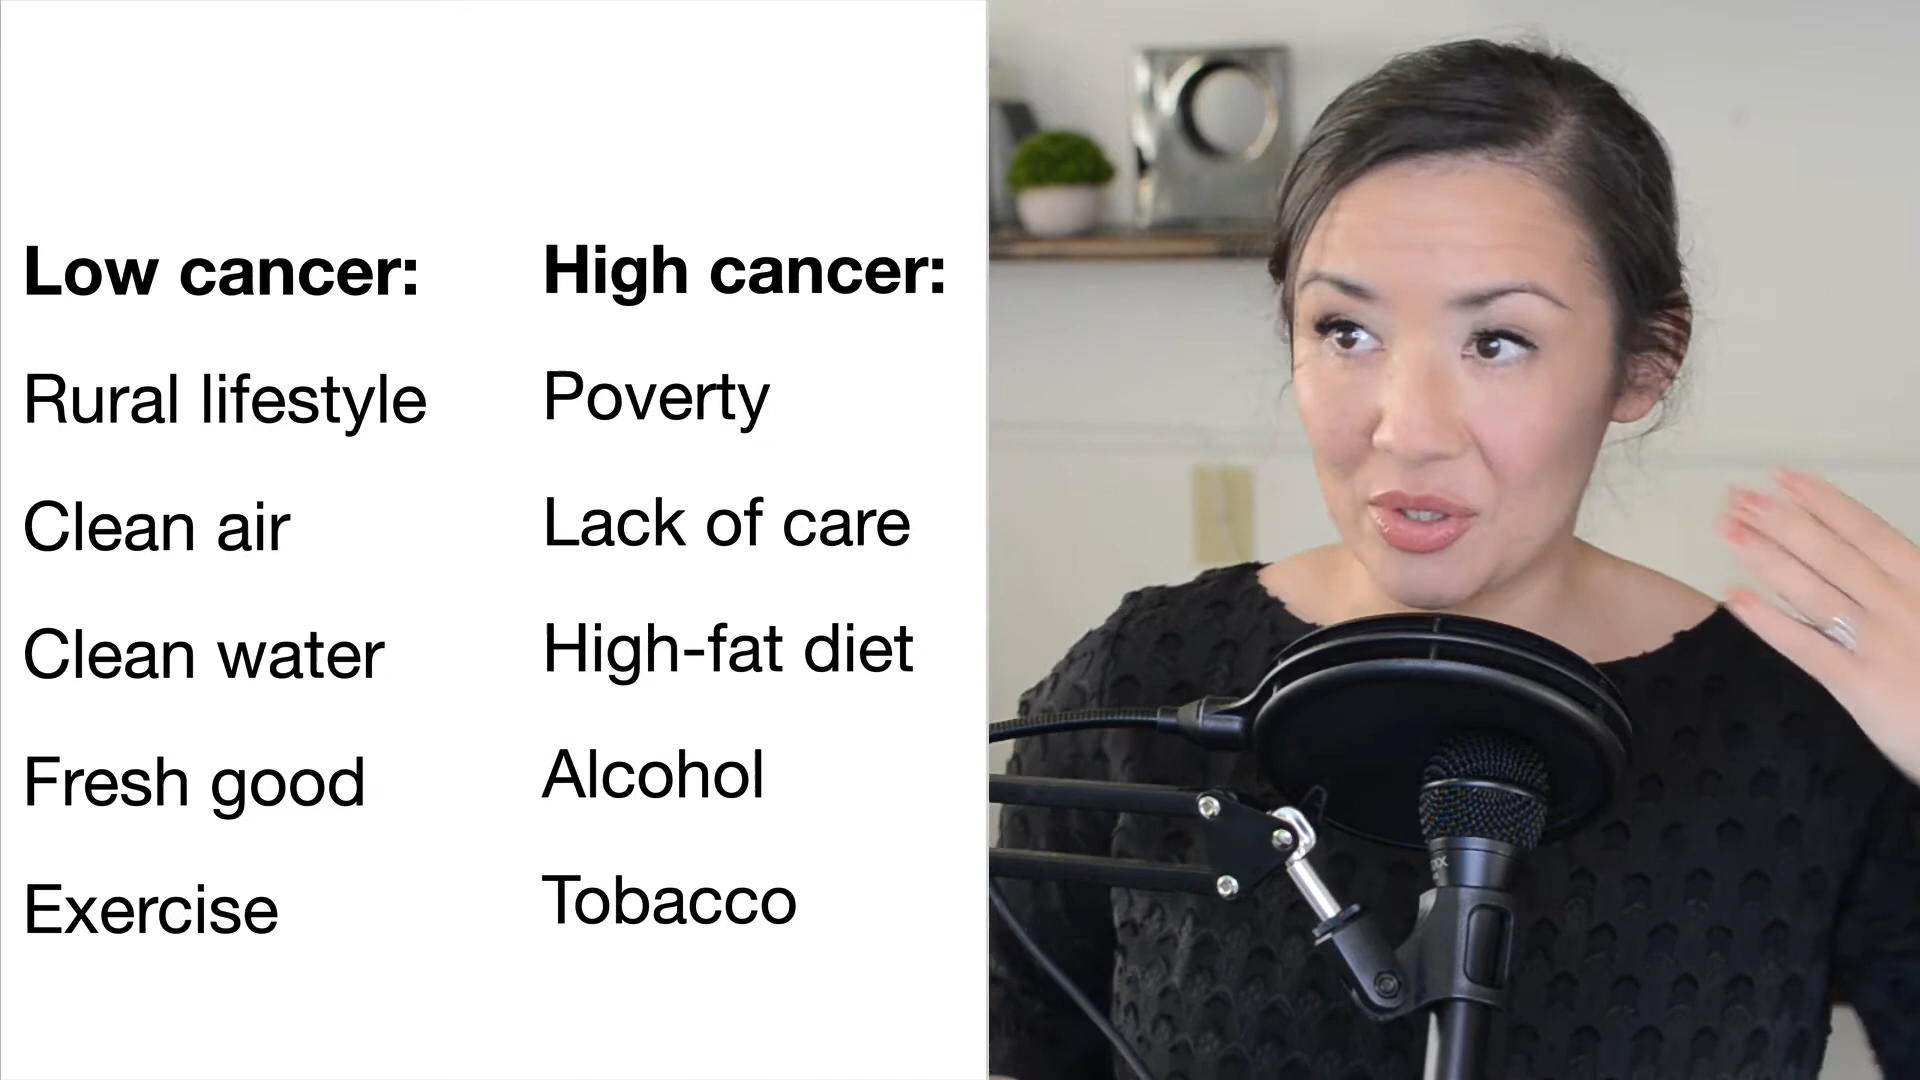 Low cancer:
Rural lifestyle
Clean air
Clean water
Fresh good
Exercise
High cancer:
Poverty
Lack of care
High-fat diet
Alcohol
Tobacco